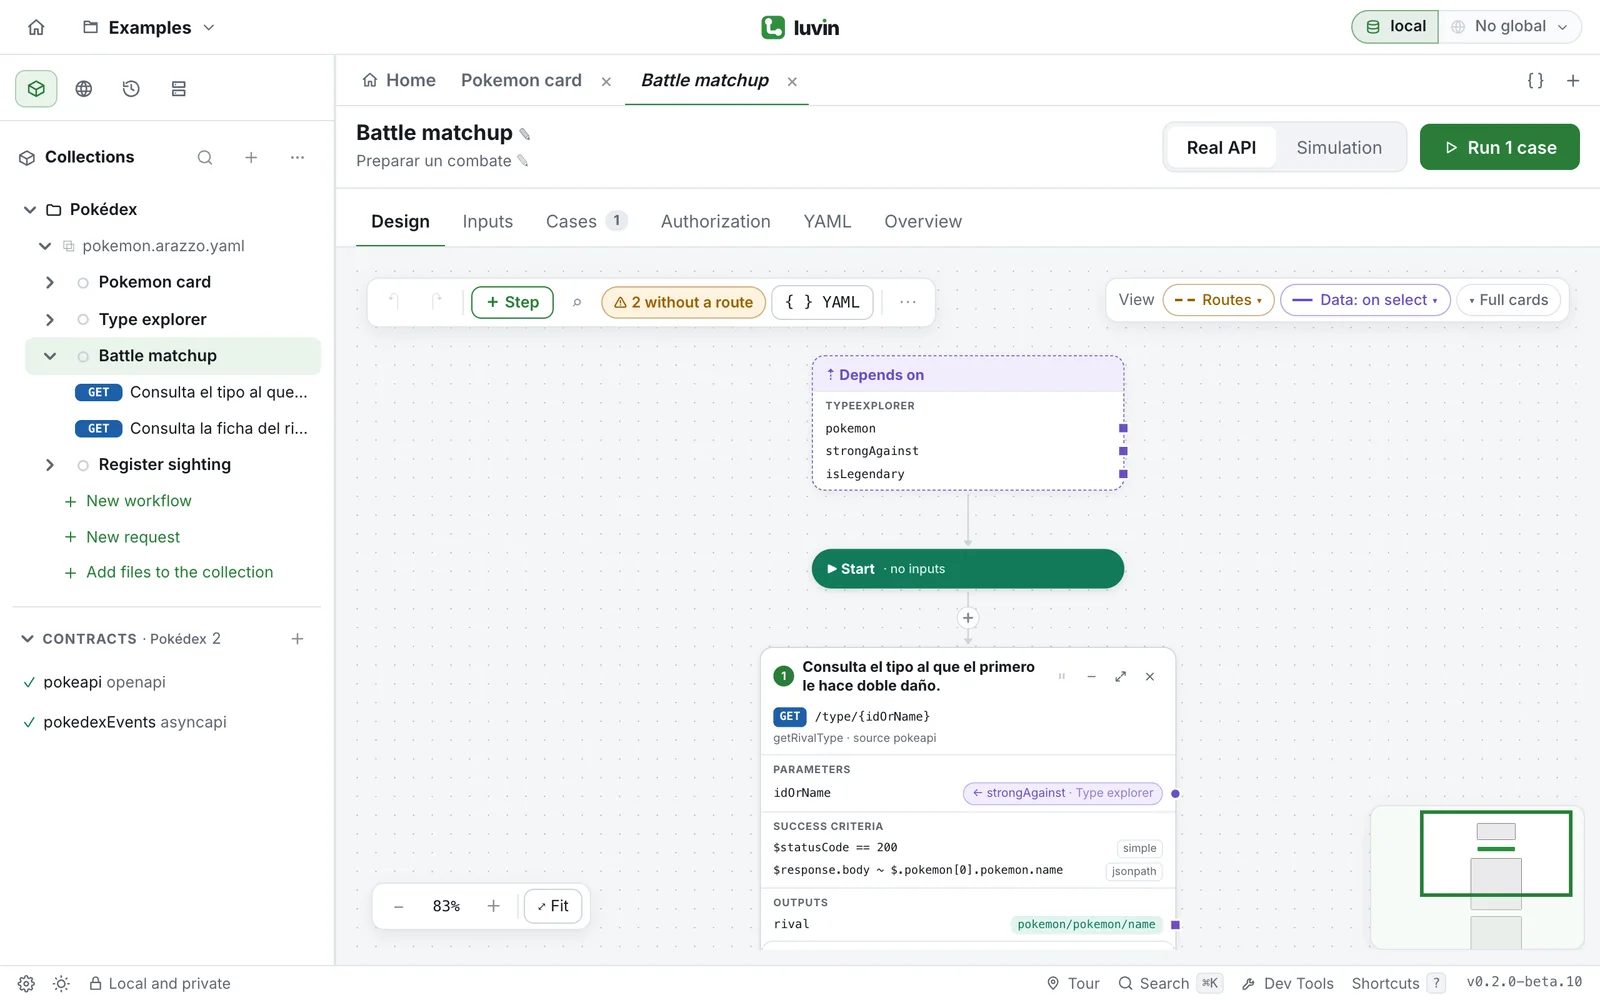 Examples
luvin
local
No global
Home
Pokemon card
Battle matchup
{ }
Collections
Battle matchup
Preparar un combate
Real API
Simulation
Run 1 case
Pokédex
pokemon.arazzo.yaml
Pokemon card
Type explorer
Battle matchup
GET Consulta el tipo al que...
GET Consulta la ficha del ri...
Register sighting
+ New workflow
+ New request
+ Add files to the collection
CONTRACTS · Pokédex 2
pokeapi openapi
pokedexEvents asyncapi
Design
Inputs
Cases 1
Authorization
YAML
Overview
+ Step
2 without a route
{ } YAML
View
Routes
Data: on select
Full cards
Depends on
TYPEEXPLORER
pokemon
strongAgainst
isLegendary
Start · no inputs
1 Consulta el tipo al que el primero
le hace doble daño.
GET /type/{idOrName}
getRivalType · source pokeapi
PARAMETERS
idOrName ← strongAgainst · Type explorer
SUCCESS CRITERIA
$statusCode == 200 simple
$response.body ~ $.pokemon[0].pokemon.name jsonpath
OUTPUTS
rival pokemon/pokemon/name
83%
Fit
Local and private
Tour
Search ⌘K
Dev Tools
Shortcuts ?
v0.2.0-beta.10